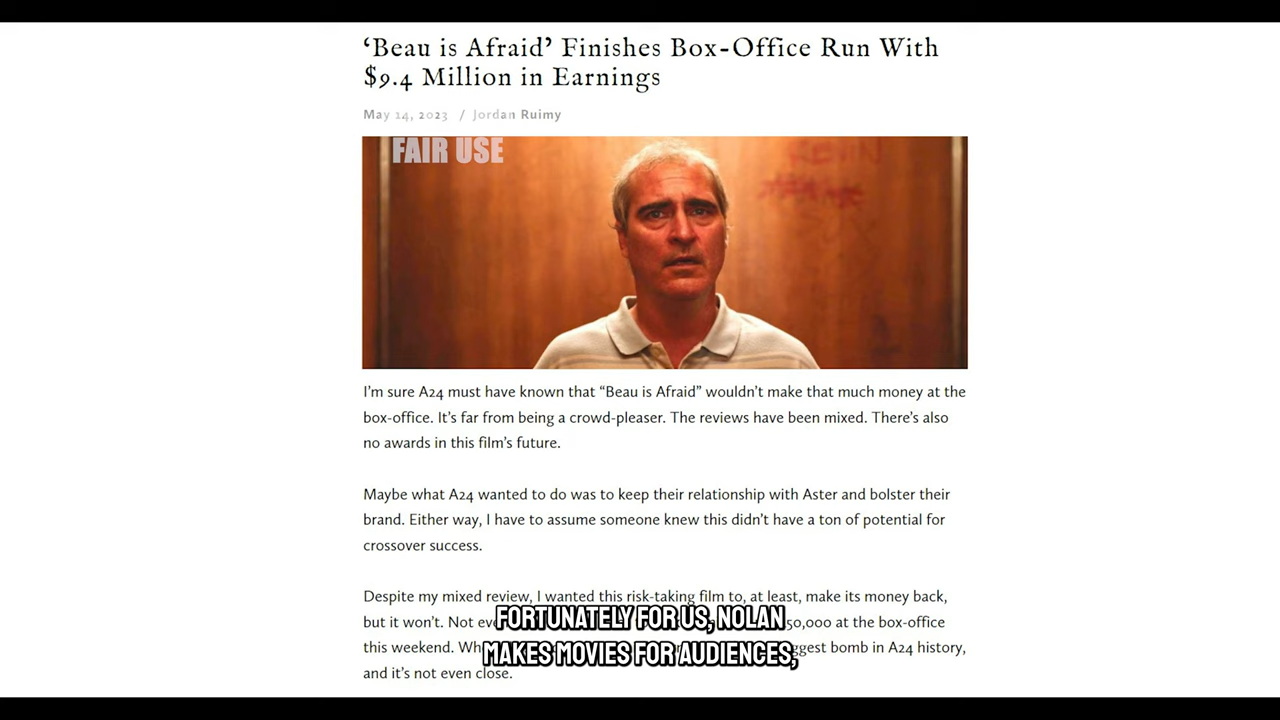 ‘Beau is Afraid’ Finishes Box-Office Run With
$9.4 Million in Earnings
May 14, 2023 / Jordan Ruimy
FAIR USE
I’m sure A24 must have known that “Beau is Afraid” wouldn’t make that much money at the
box-office. It’s far from being a crowd-pleaser. The reviews have been mixed. There’s also
no awards in this film’s future.
Maybe what A24 wanted to do was to keep their relationship with Aster and bolster their
brand. Either way, I have to assume someone knew this didn’t have a ton of potential for
crossover success.
Despite my mixed review, I wanted this risk-taking film to, at least, make its money back,
but it won’t. Not 50,000 at the box-office
this weekend. biggest bomb in A24 history,
and it’s not even close.
FORTUNATELY FOR US, NOLAN
MAKES MOVIES FOR AUDIENCES,